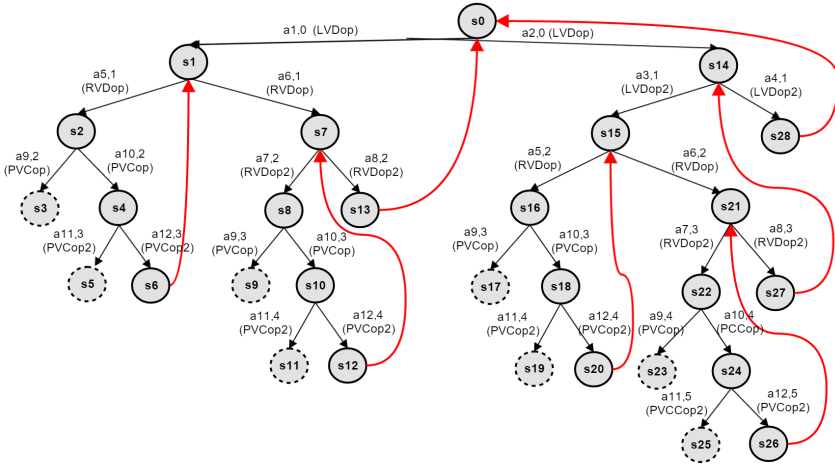 s0
a1,0 (LVDop)
a2,0 (LVDop)
s1
s14
a5,1
(RVDop)
a6,1
(RVDop)
a3,1
(LVDop2)
a4,1
(LVDop2)
s2
s7
s15
s28
a9,2
(PVCop)
a10,2
(PVCop)
a7,2
(RVDop2)
a8,2
(RVDop2)
a5,2
(RVDop)
a6,2
(RVDop)
s3
s4
s8
s13
s16
s21
a11,3
(PVCop2)
a12,3
(PVCop2)
a9,3
(PVCop)
a10,3
(PVCop)
a9,3
(PVCop)
a10,3
(PVCop)
a7,3
(RVDop2)
a8,3
(RVDop2)
s5
s6
s9
s10
s17
s18
s22
s27
a11,4
(PVCop2)
a12,4
(PVCop2)
a11,4
(PVCop2)
a12,4
(PVCop2)
a9,4
(PVCop)
a10,4
(PCCop)
s11
s12
s19
s20
s23
s24
a11,5
(PVCCop2)
a12,5
(PVCop2)
s25
s26